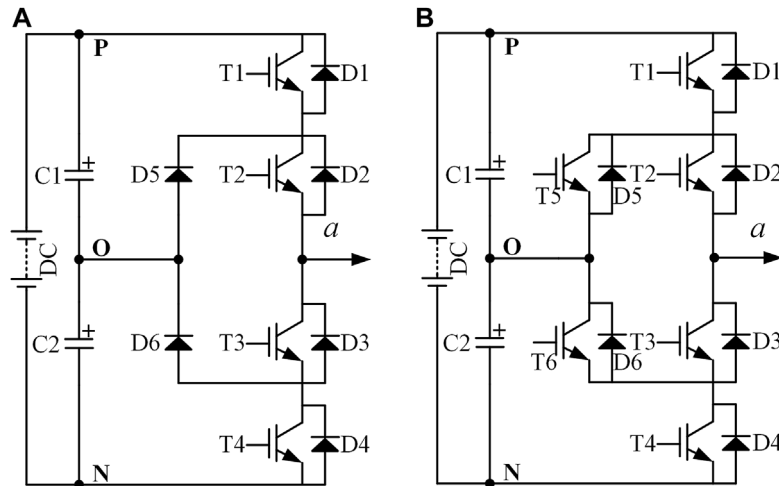 A
P
T1
D1
C1
+
D5
T2
D2
a
DC
O
C2
+
D6
T3
D3
T4
D4
N
B
P
T1
D1
C1
+
T5
D5
T2
D2
a
DC
O
C2
+
T6
D6
T3
D3
T4
D4
N